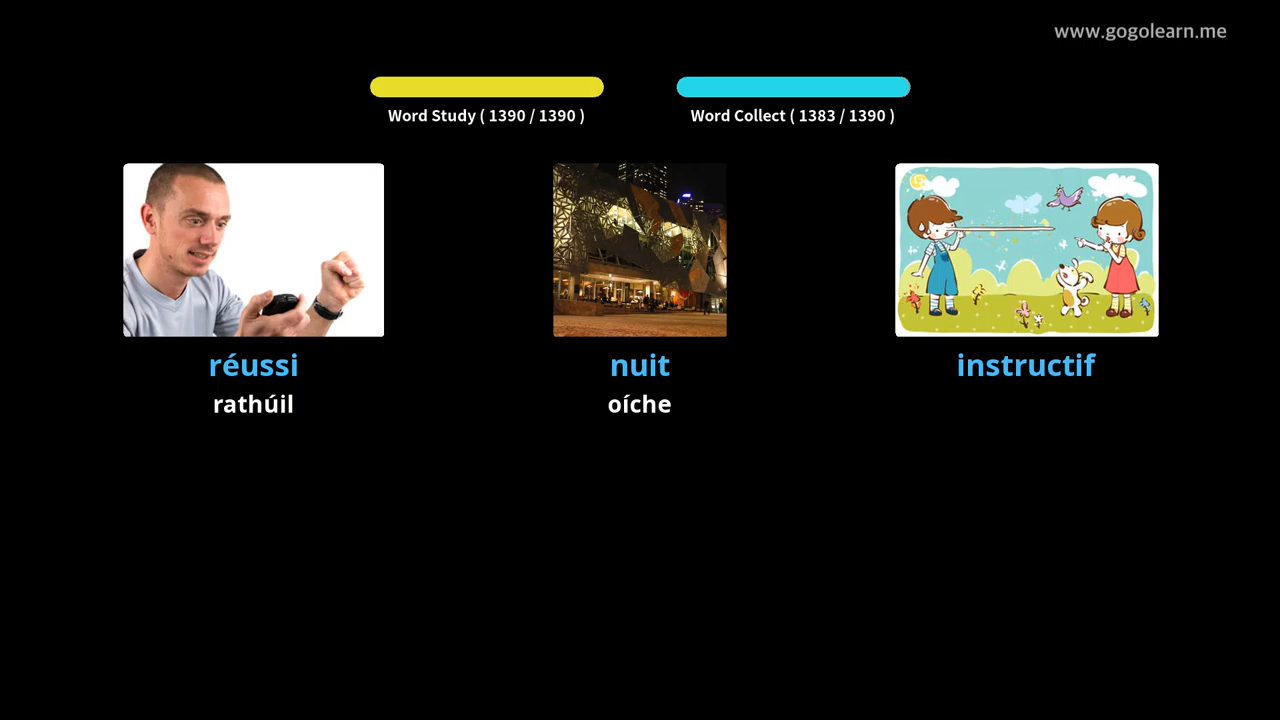 www.gogolearn.me
Word Study ( 1390 / 1390 )
Word Collect ( 1383 / 1390 )
réussi
nuit
instructif
rathúil
oíche